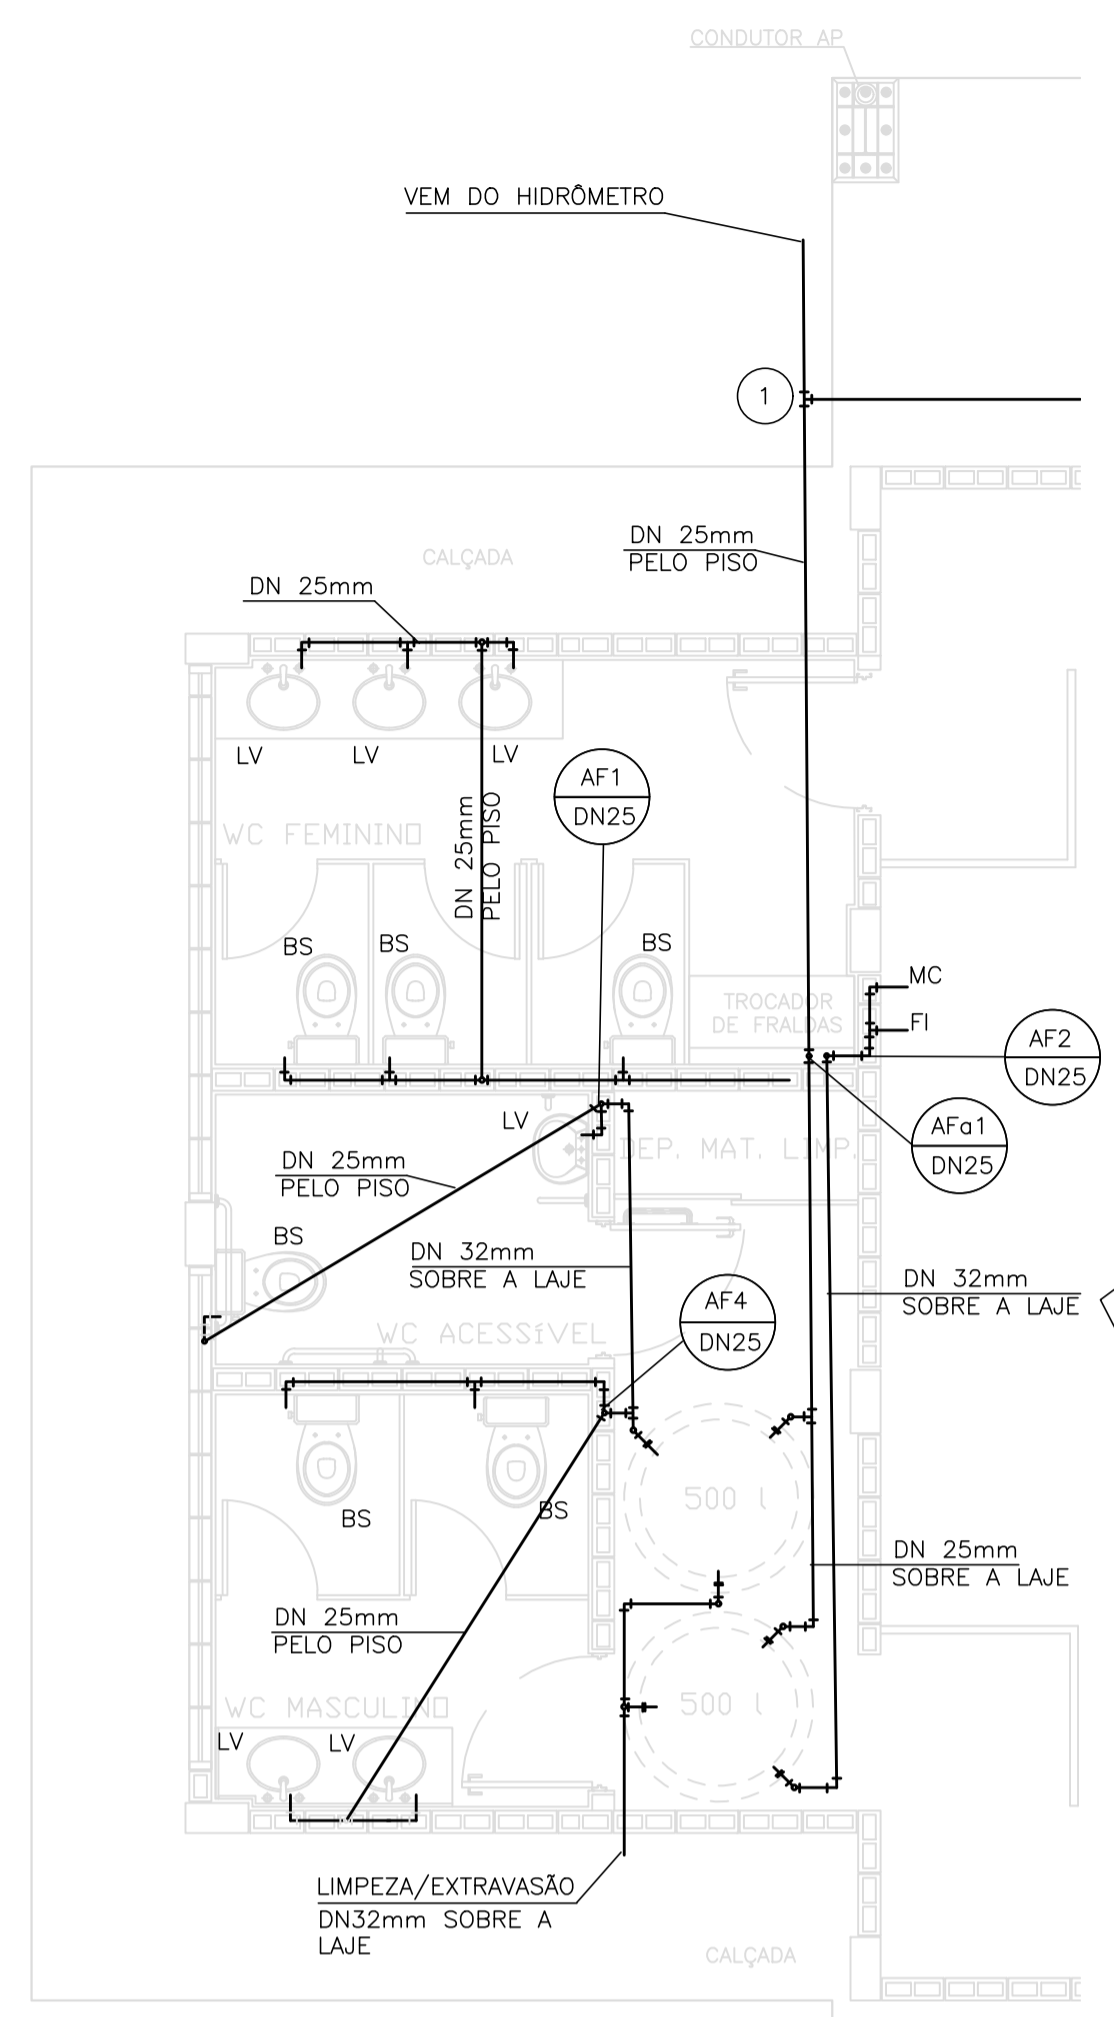 CONDUTOR AP
VEM DO HIDRÔMETRO
1
DN 25mm
PELO PISO
CALÇADA
DN 25mm
LV
LV
LV
AF1
DN25
WC FEMININO
DN 25mm
PELO PISO
BS
BS
BS
TROCADOR
DE FRALDAS
MC
FI
AF2
DN25
AFa1
DN25
LV
DEP. MAT. LIMP.
DN 25mm
PELO PISO
BS
DN 32mm
SOBRE A LAJE
DN 32mm
SOBRE A LAJE
AF4
DN25
WC ACESSÍVEL
500 l
BS
BS
DN 25mm
SOBRE A LAJE
DN 25mm
PELO PISO
WC MASCULINO
500 l
LV
LV
LIMPEZA/EXTRAVASÃO
DN32mm SOBRE A
LAJE
CALÇADA